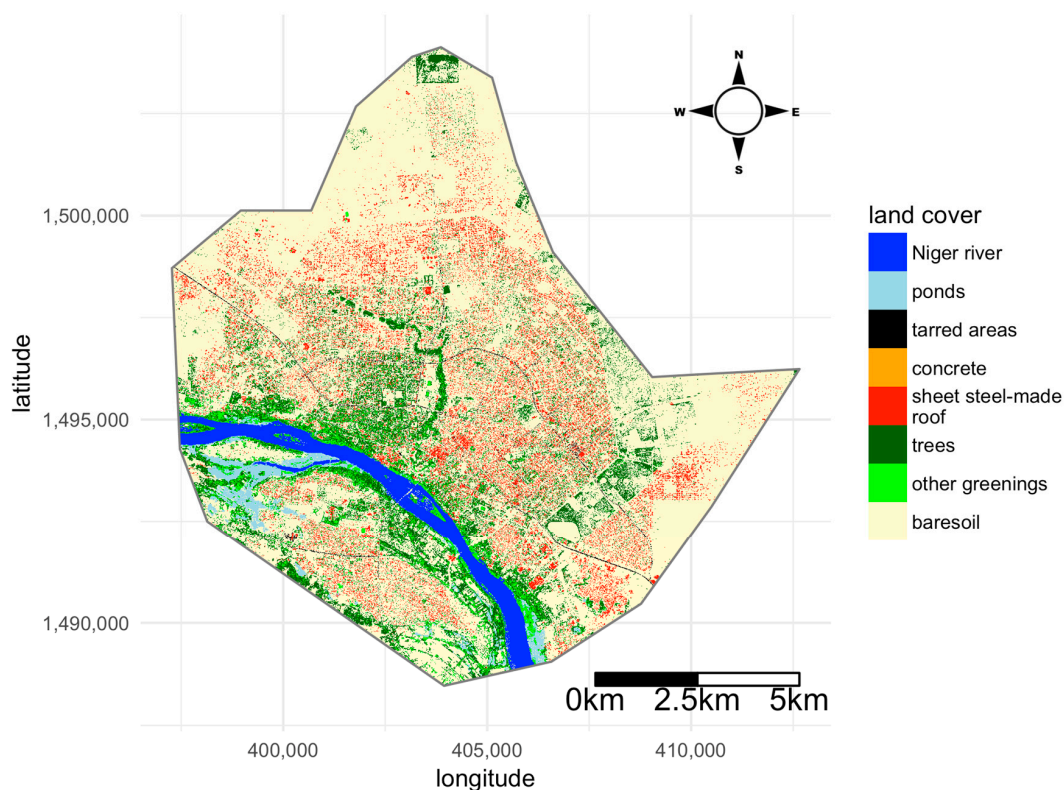 N
W E
S
1,500,000
1,495,000
1,490,000
latitude
400,000 405,000 410,000
longitude
0km 2.5km 5km
land cover
Niger river
ponds
tarred areas
concrete
sheet steel-made
roof
trees
other greenings
baresoil